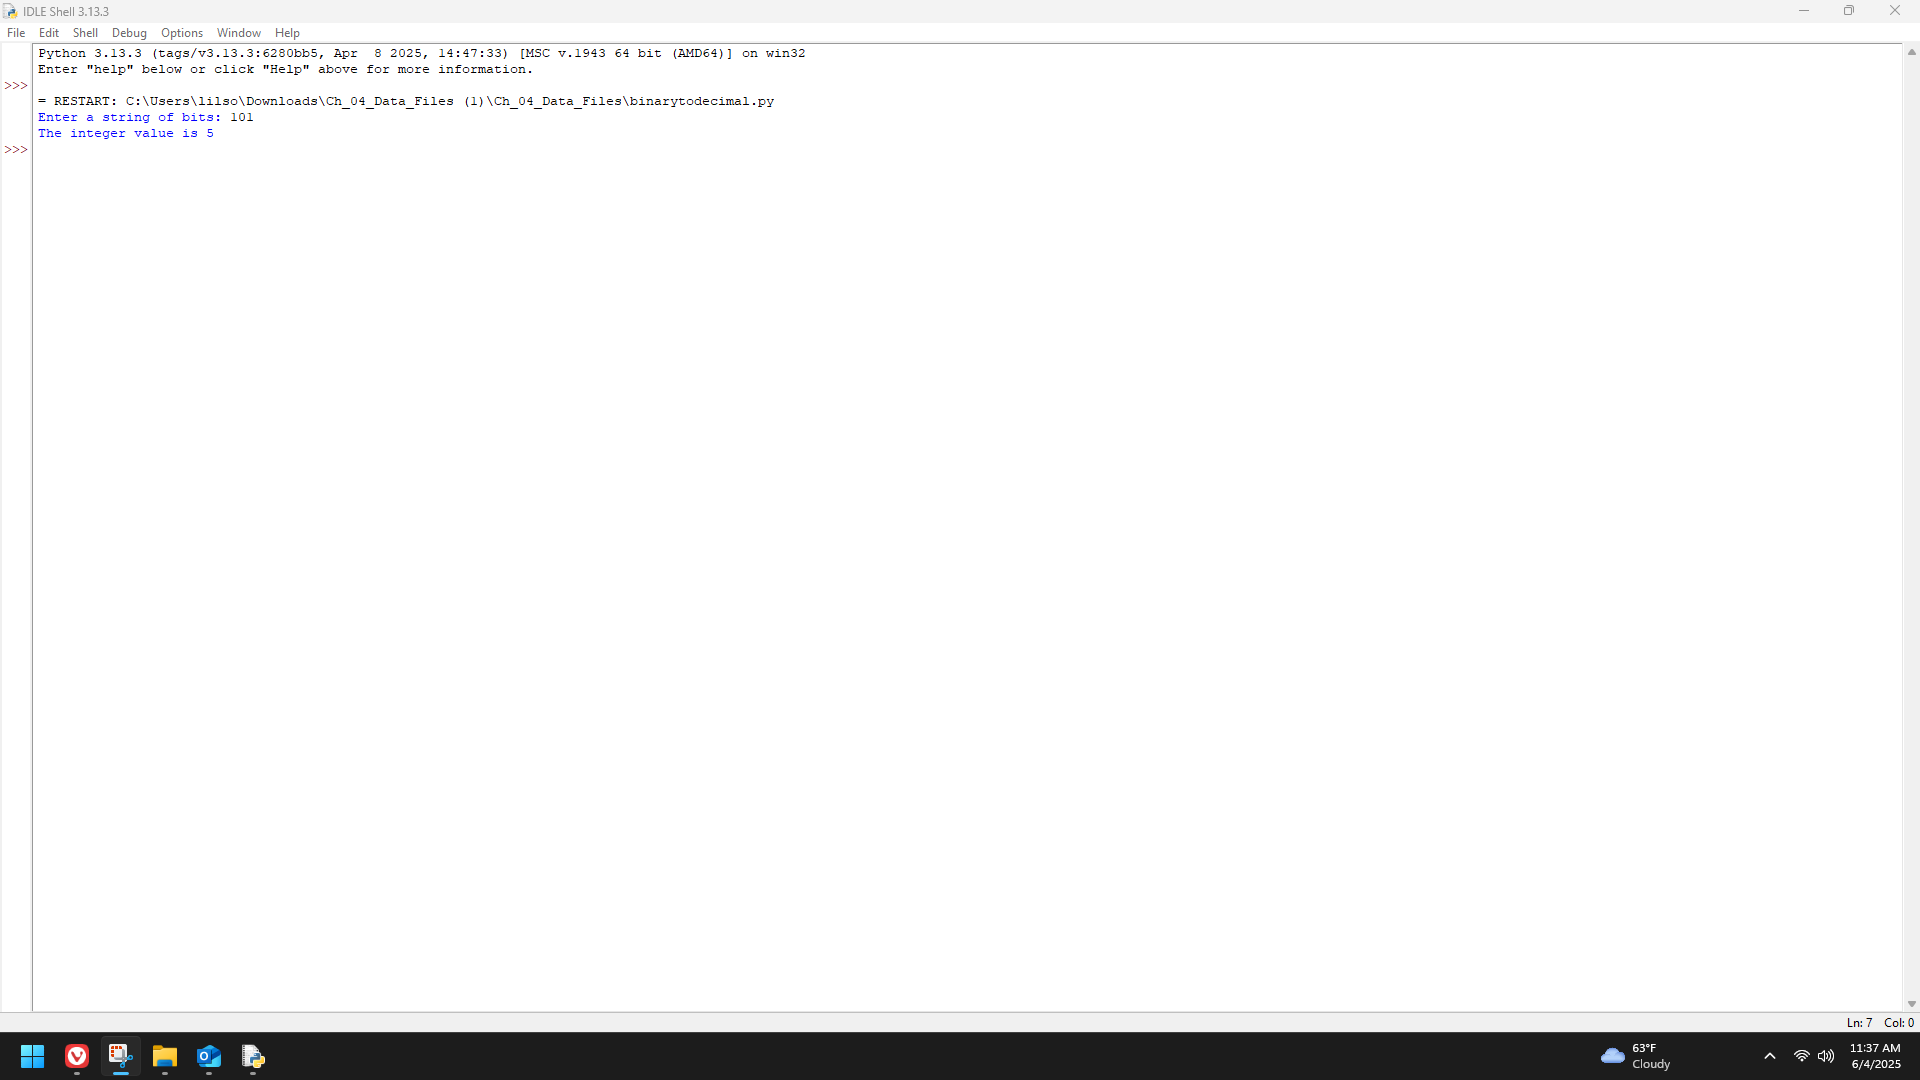 IDLE Shell 3.13.3
File Edit Shell Debug Options Window Help
Python 3.13.3 (tags/v3.13.3:6280bb5, Apr  8 2025, 14:47:33) [MSC v.1943 64 bit (AMD64)] on win32
Enter "help" below or click "Help" above for more information.
>>>
= RESTART: C:\Users\lilso\Downloads\Ch_04_Data_Files (1)\Ch_04_Data_Files\binarytodecimal.py
Enter a string of bits: 101
The integer value is 5
>>>
Ln: 7 Col: 0
63°F
Cloudy
11:37 AM
6/4/2025